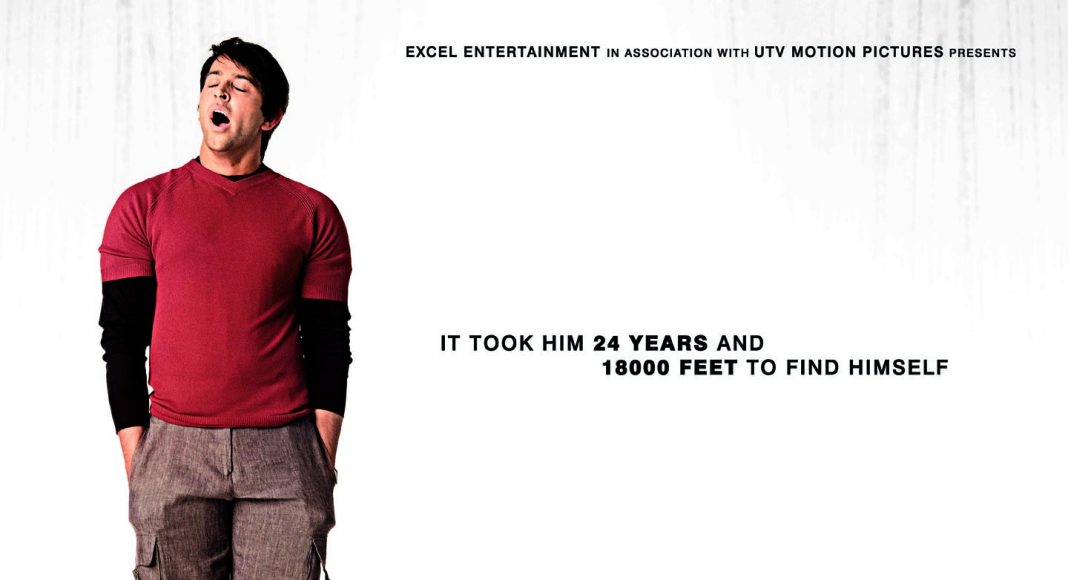 EXCEL ENTERTAINMENT IN ASSOCIATION WITH UTV MOTION PICTURES PRESENTS
IT TOOK HIM 24 YEARS AND
18000 FEET TO FIND HIMSELF